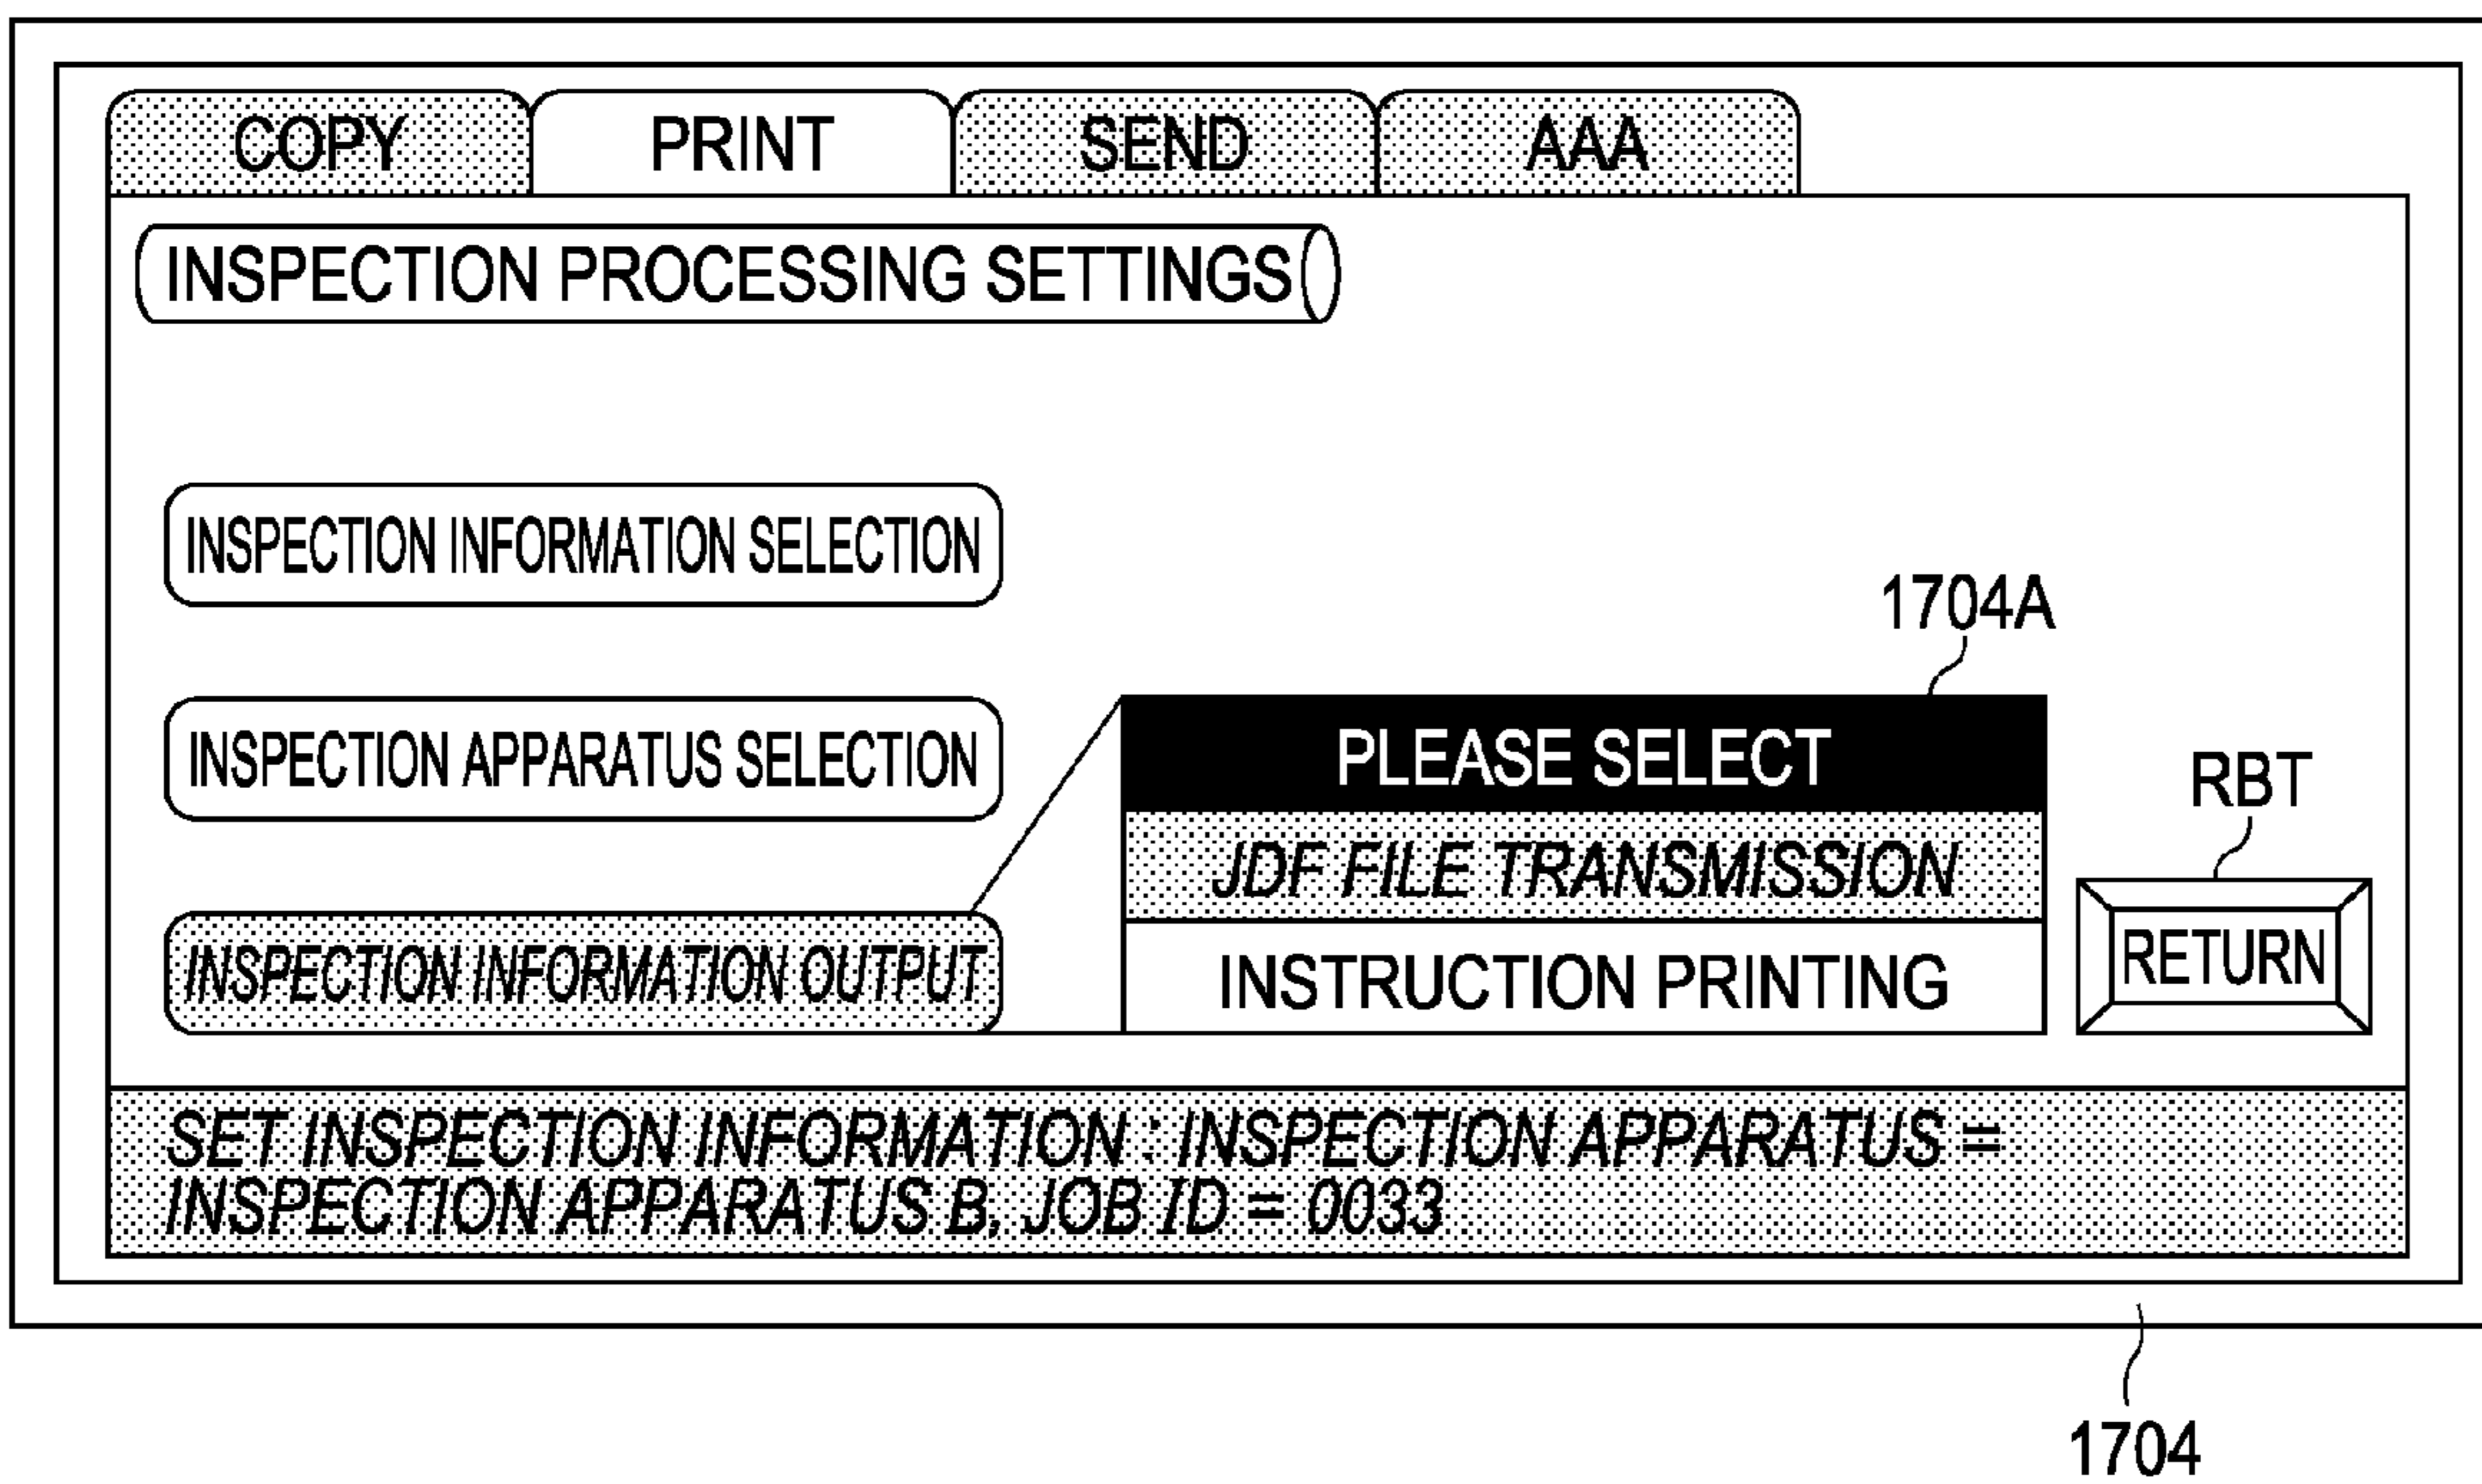 COPY PRINT SEND AAA
INSPECTION PROCESSING SETTINGS
INSPECTION INFORMATION SELECTION
1704A
INSPECTION APPARATUS SELECTION
PLEASE SELECT
RBT
JDF FILE TRANSMISSION
INSPECTION INFORMATION OUTPUT
INSTRUCTION PRINTING
RETURN
SET INSPECTION INFORMATION : INSPECTION APPARATUS =
INSPECTION APPARATUS B, JOB ID = 0033
1704